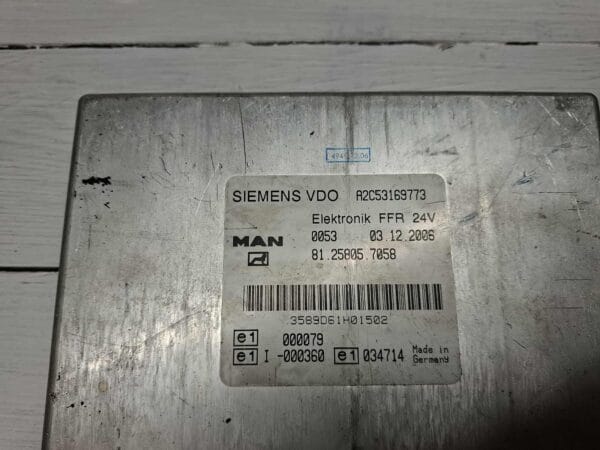 SIEMENS VDO A2C53169773
Elektronik FFR 24V
MAN 0053 03.12.2006
81.25805.7058
3589D61H01502
e1 000079
e1 I -000360 e1 034714 Made in
Germany